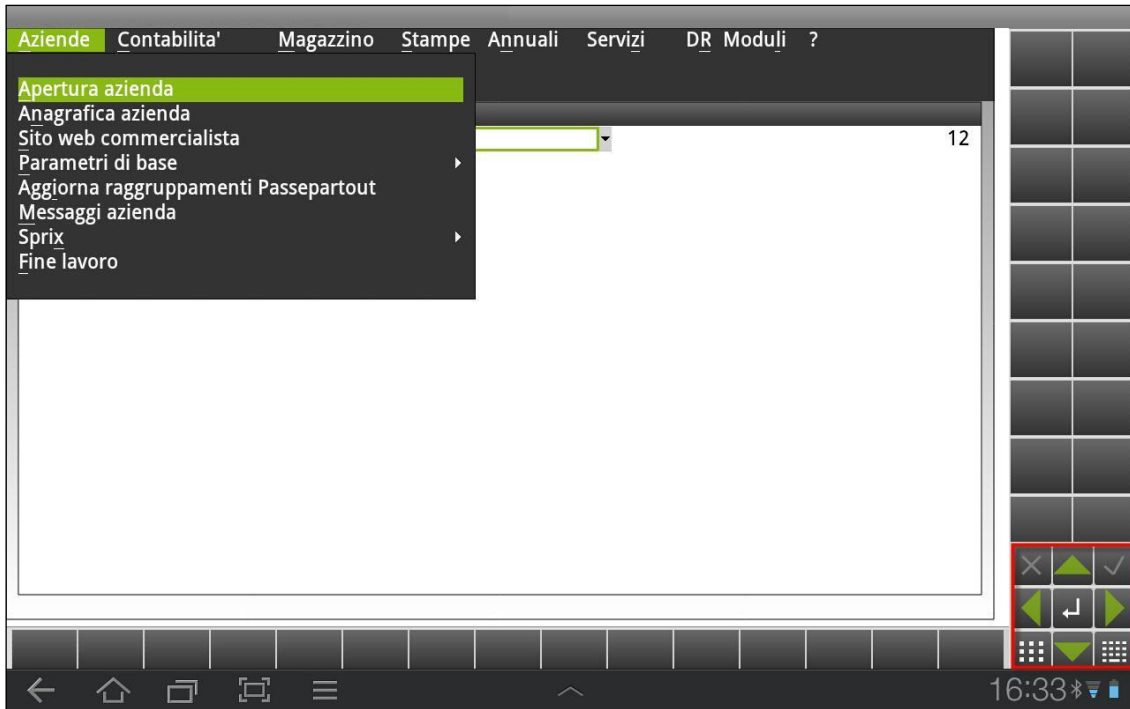 Aziende Contabilita' Magazzino Stampe Annuali Servizi DR Moduli ?
Apertura azienda
Anagrafica azienda
Sito web commercialista
12
Parametri di base
Aggiorna raggruppamenti Passepartout
Messaggi azienda
Sprix
Fine lavoro
16:33